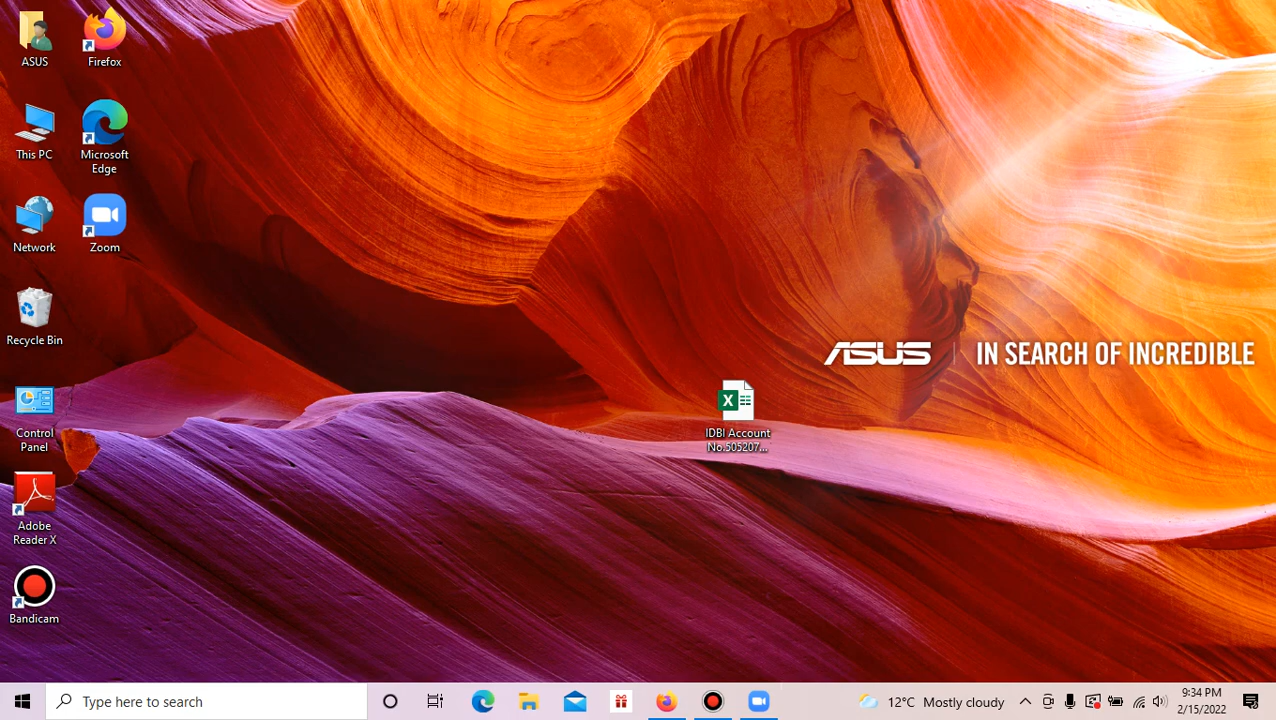 ASUS
Firefox
This PC
Microsoft
Edge
Network
Zoom
Recycle Bin
ASUS
IN SEARCH OF INCREDIBLE
Control
Panel
IDBI Account
No.505207...
Adobe
Reader X
Bandicam
Type here to search
12°C Mostly cloudy
9:34 PM
2/15/2022